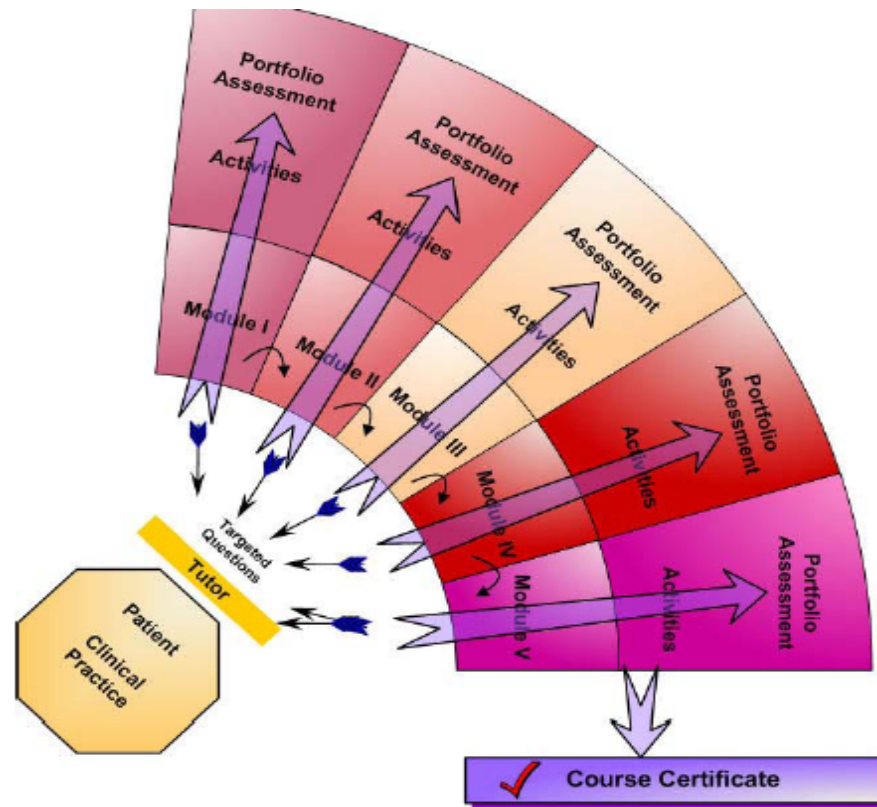 Portfolio
Assessment
Activities
Module I
Portfolio
Assessment
Activities
Module II
Portfolio
Assessment
Activities
Module III
Portfolio
Assessment
Activities
Module IV
Portfolio
Assessment
Activities
Module V
Targeted
Questions
Tutor
Patient
Clinical
Practice
Course Certificate